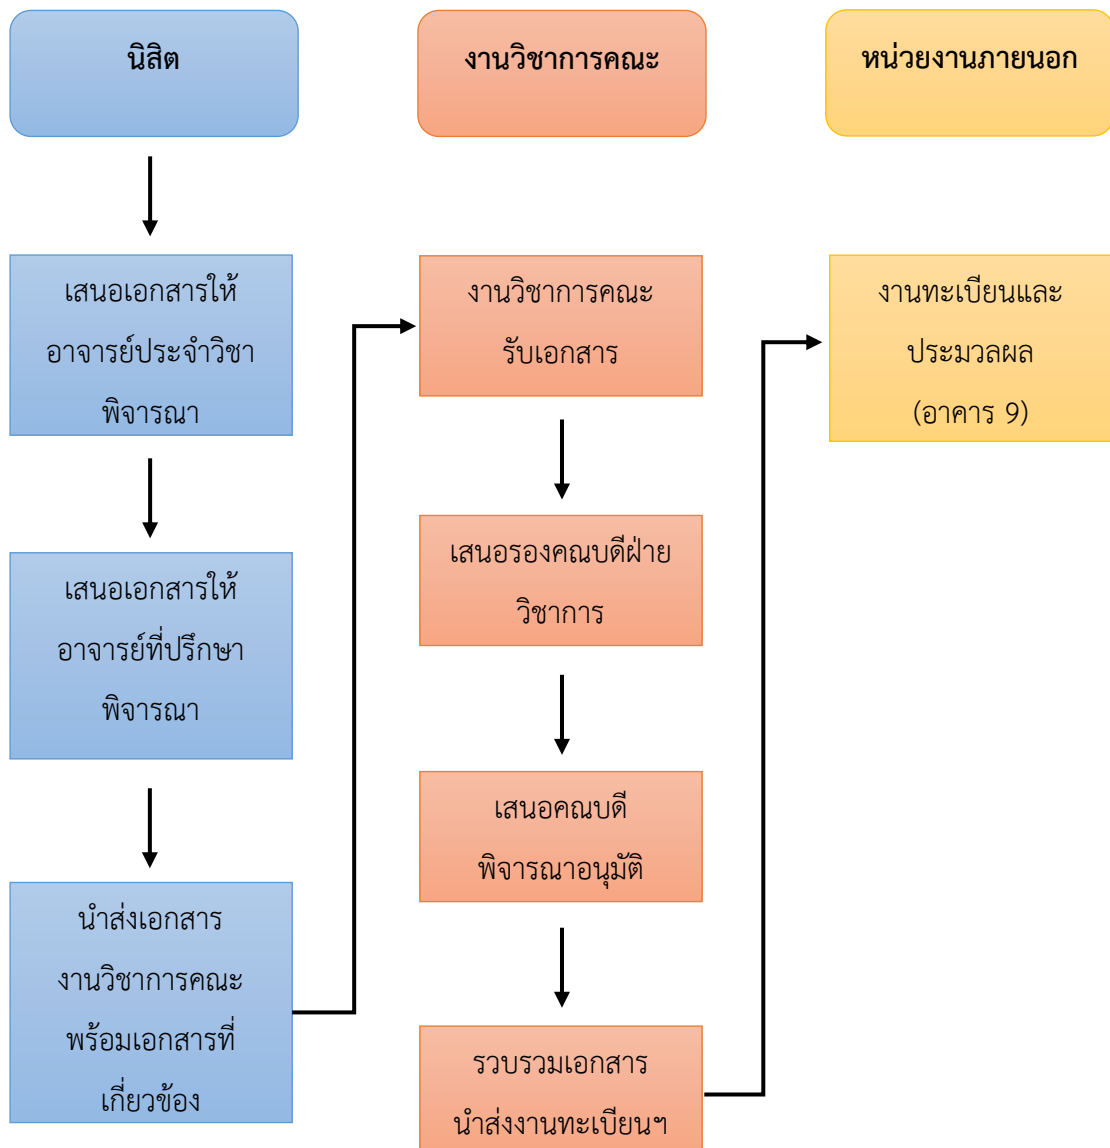 นิสิต
งานวิชาการคณะ
หน่วยงานภายนอก
เสนอเอกสารให้
อาจารย์ประจำวิชา
พิจารณา
เสนอเอกสารให้
อาจารย์ที่ปรึกษา
พิจารณา
นำส่งเอกสาร
งานวิชาการคณะ
พร้อมเอกสารที่
เกี่ยวข้อง
งานวิชาการคณะ
รับเอกสาร
เสนอรองคณบดีฝ่าย
วิชาการ
เสนอคณบดี
พิจารณาอนุมัติ
รวบรวมเอกสาร
นำส่งงานทะเบียนฯ
งานทะเบียนและ
ประมวลผล
(อาคาร 9)